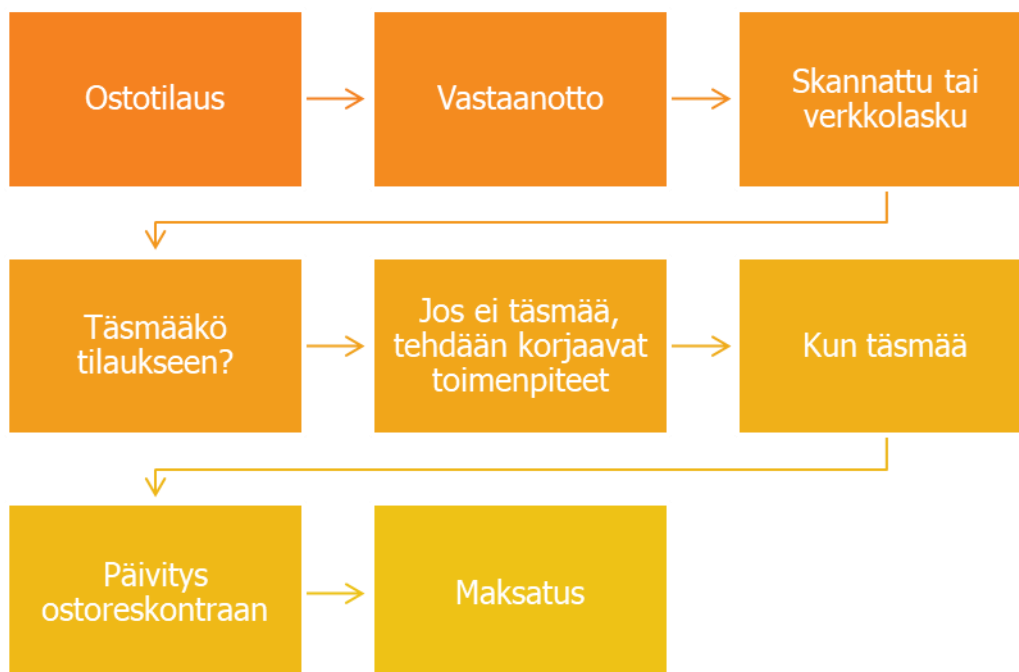 Ostotilaus
Vastaanotto
Skannattu tai
verkkolasku
Täsmääkö
tilaukseen?
Jos ei täsmää,
tehdään korjaavat
toimenpiteet
Kun täsmää
Päivitys
ostoreskontraan
Maksatus